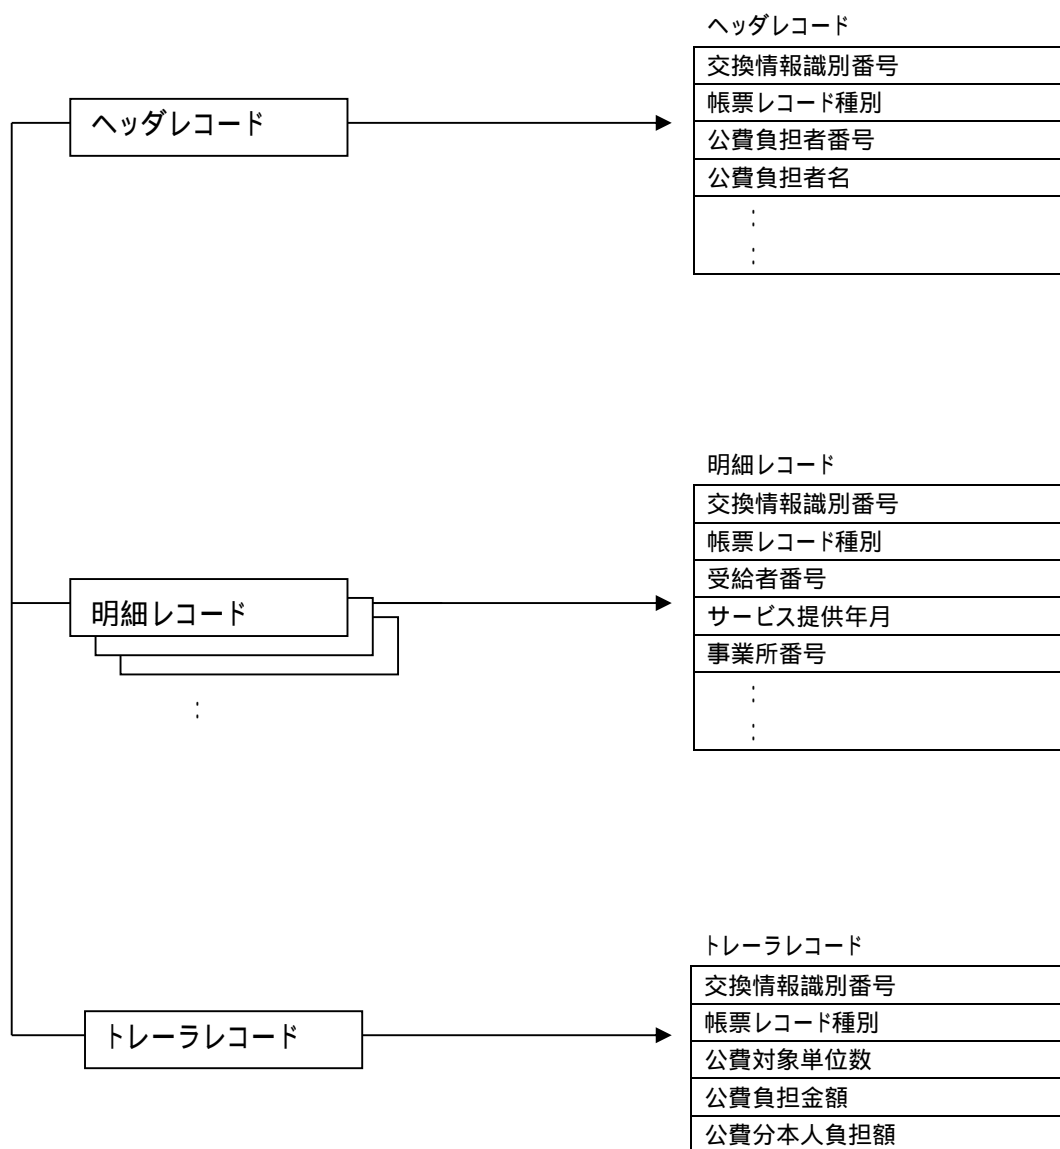 ヘッダレコード
ヘッダレコード
交換情報識別番号
帳票レコード種別
公費負担者番号
公費負担者名
:
:
明細レコード
:
明細レコード
交換情報識別番号
帳票レコード種別
受給者番号
サービス提供年月
事業所番号
:
:
トレーラレコード
トレーラレコード
交換情報識別番号
帳票レコード種別
公費対象単位数
公費負担金額
公費分本人負担額